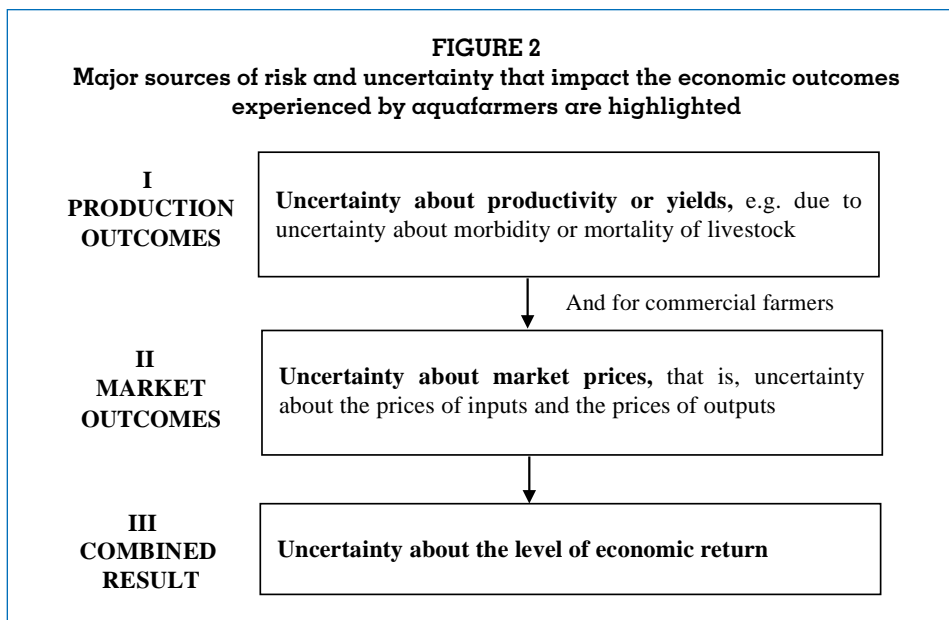 FIGURE 2
Major sources of risk and uncertainty that impact the economic outcomes
experienced by aquafarmers are highlighted
I
PRODUCTION
OUTCOMES
Uncertainty about productivity or yields, e.g. due to
uncertainty about morbidity or mortality of livestock
And for commercial farmers
II
MARKET
OUTCOMES
Uncertainty about market prices, that is, uncertainty
about the prices of inputs and the prices of outputs
III
COMBINED
RESULT
Uncertainty about the level of economic return